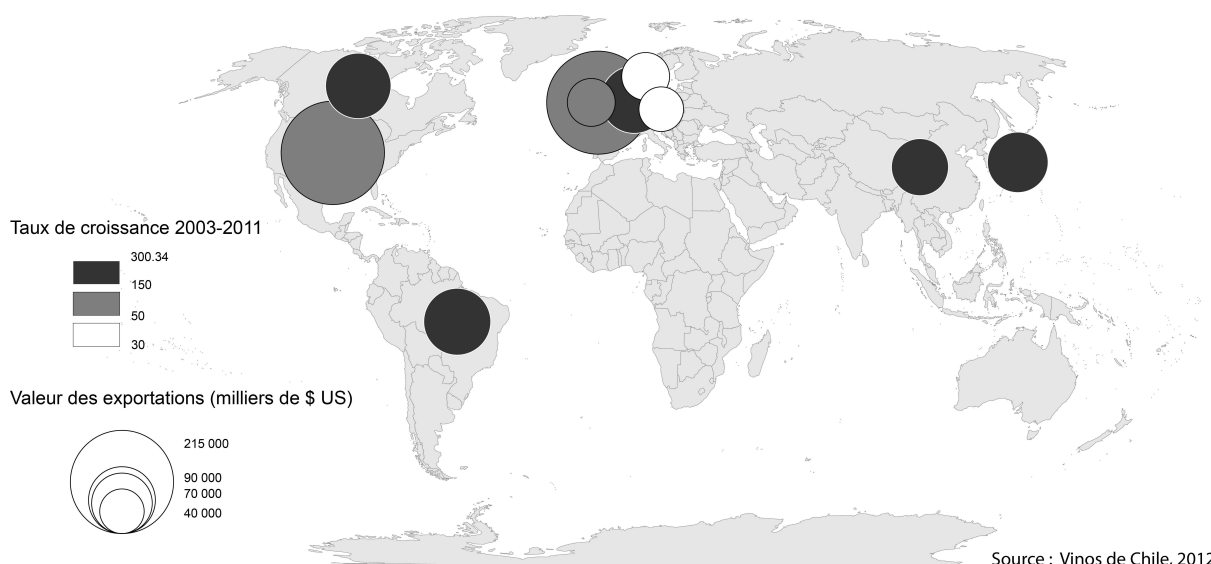 Taux de croissance 2003-2011
300.34
150
50
30
Valeur des exportations (milliers de $ US)
215 000
90 000
70 000
40 000
Source : Vinos de Chile, 2012